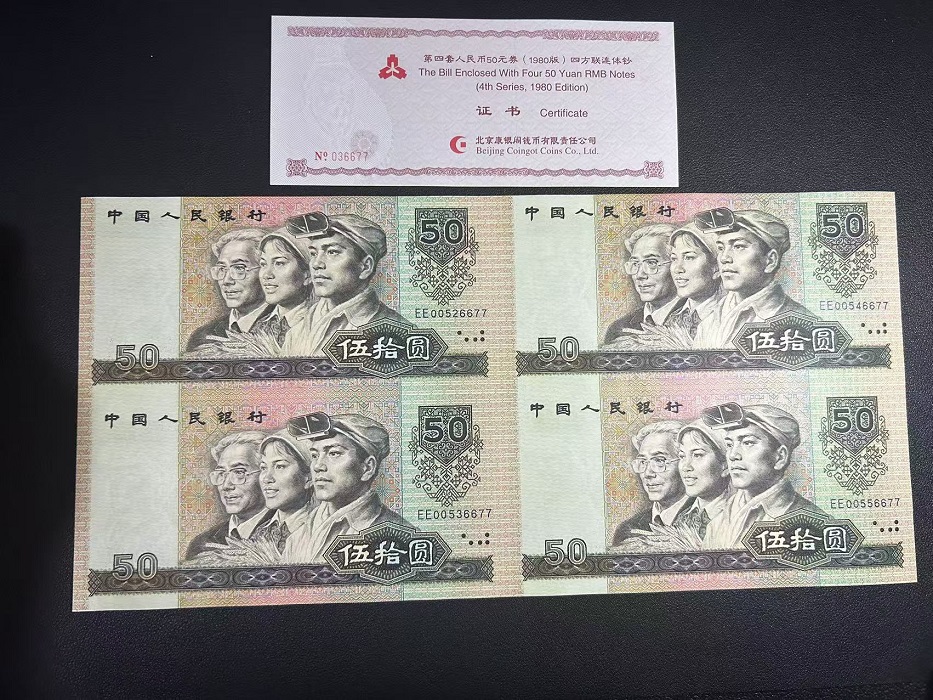 第四套人民币50元券（1980版）四方联连体钞
The Bill Enclosed With Four 50 Yuan RMB Notes
(4th Series, 1980 Edition)
证书 Certificate
北京康银阁钱币有限责任公司
Beijing Coingot Coins Co., Ltd.
No. 036677
中国人民银行
50
EE00526677
50
伍拾圆
中国人民银行
50
EE00546677
50
伍拾圆
中国人民银行
50
EE00536677
50
伍拾圆
中国人民银行
50
EE00556677
50
伍拾圆